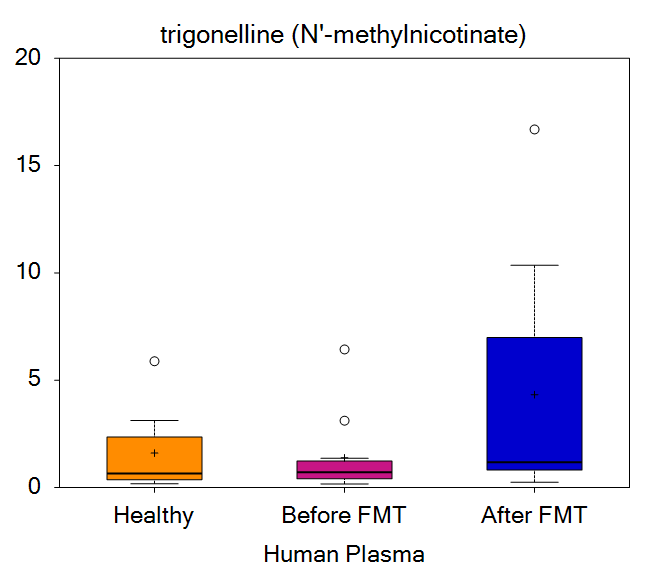 trigonelline (N'-methylnicotinate)
20
15
10
5
0
Healthy Before FMT After FMT
Human Plasma